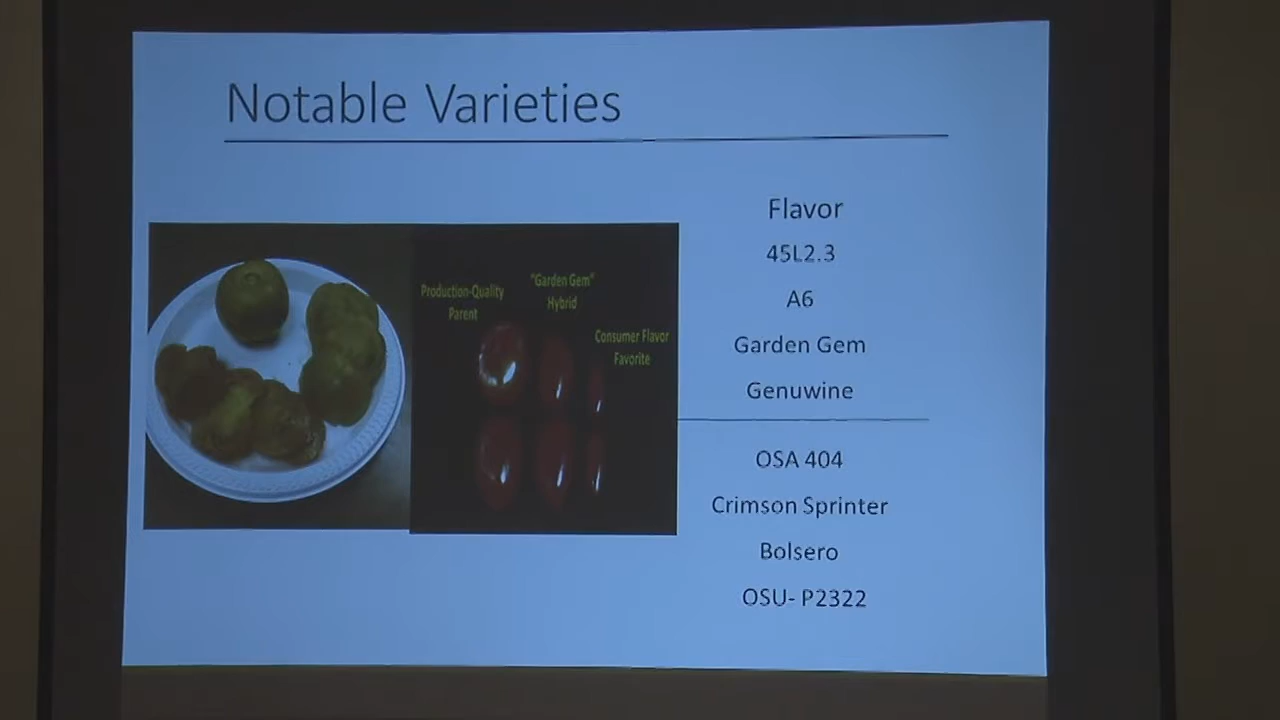 Notable Varieties
Production-Quality
Parent
"Garden Gem"
Hybrid
Consumer Flavor
Favorite
Flavor
45L2.3
A6
Garden Gem
Genuwine
OSA 404
Crimson Sprinter
Bolsero
OSU- P2322